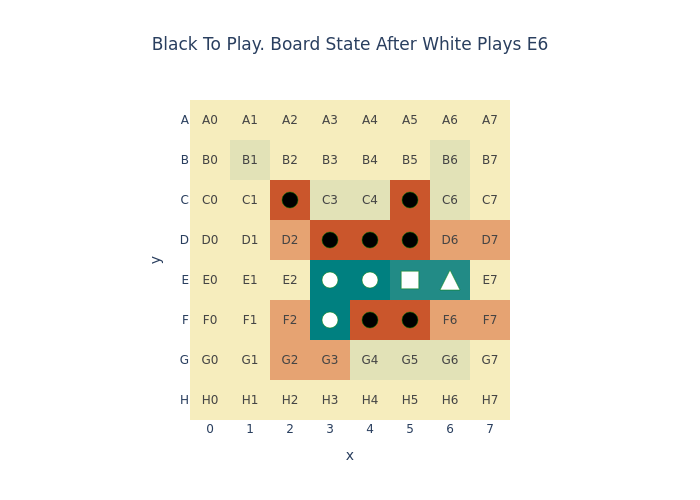 Black To Play. Board State After White Plays E6
A A0 A1 A2 A3 A4 A5 A6 A7
B B0 B1 B2 B3 B4 B5 B6 B7
C C0 C1 C3 C4 C6 C7
D D0 D1 D2 D6 D7
y
E E0 E1 E2 E7
F F0 F1 F2 F6 F7
G G0 G1 G2 G3 G4 G5 G6 G7
H H0 H1 H2 H3 H4 H5 H6 H7
0 1 2 3 4 5 6 7
x